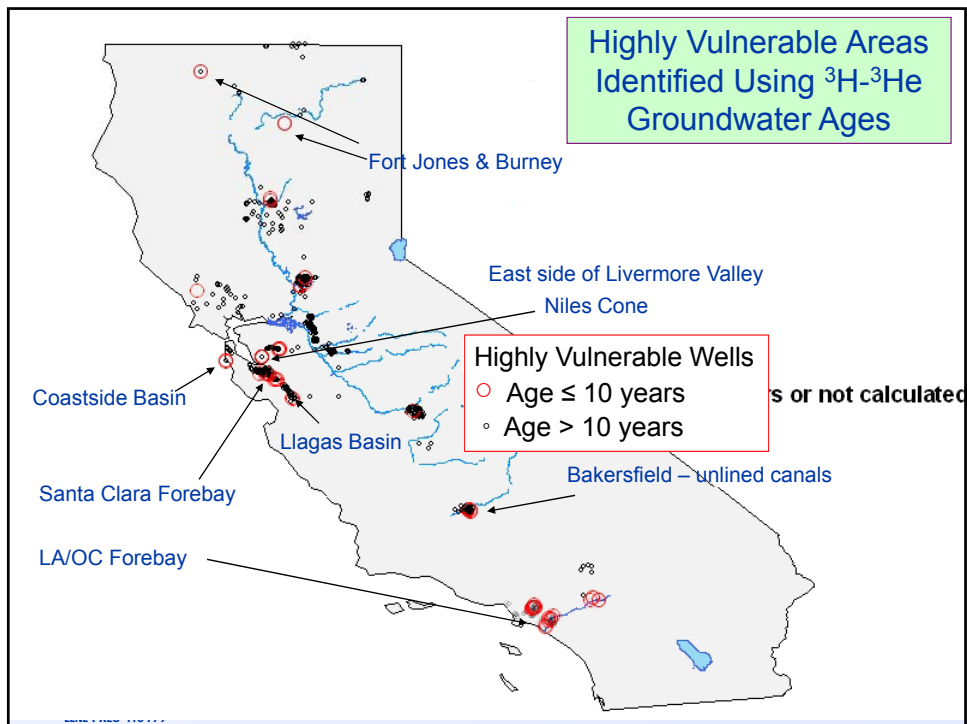 Highly Vulnerable Areas
Identified Using ³H-³He
Groundwater Ages
Fort Jones & Burney
East side of Livermore Valley
Niles Cone
Highly Vulnerable Wells
Age ≤ 10 years
Age > 10 years
s or not calculated
Coastside Basin
Llagas Basin
Santa Clara Forebay
Bakersfield – unlined canals
LA/OC Forebay